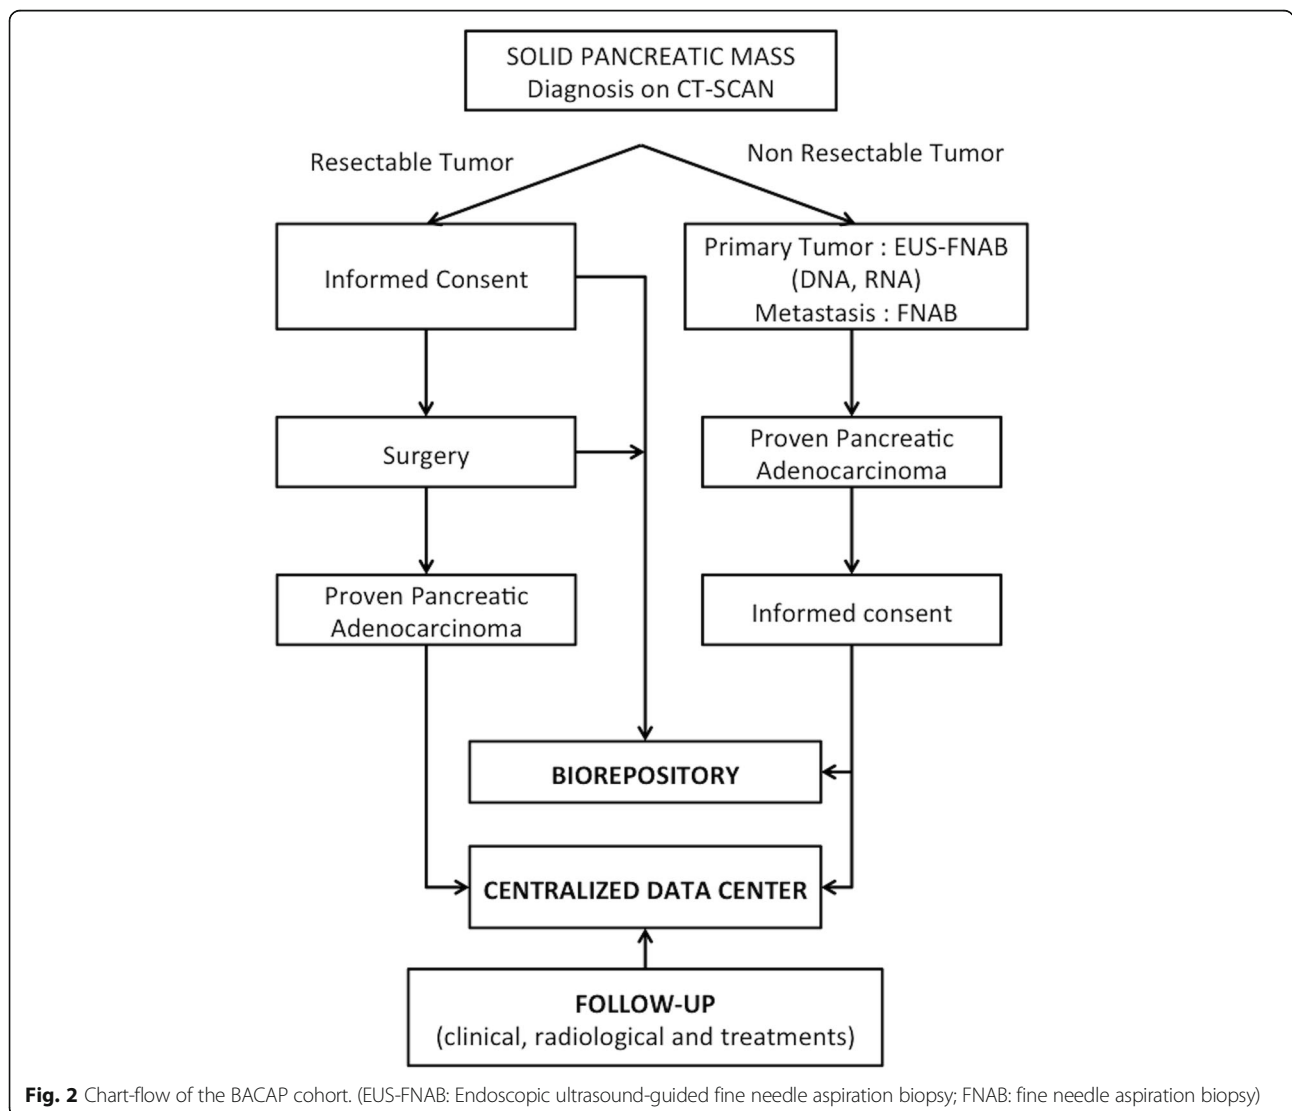 SOLID PANCREATIC MASS
Diagnosis on CT-SCAN
Resectable Tumor
Non Resectable Tumor
Informed Consent
Primary Tumor : EUS-FNAB
(DNA, RNA)
Metastasis : FNAB
Surgery
Proven Pancreatic
Adenocarcinoma
Proven Pancreatic
Adenocarcinoma
Informed consent
BIOREPOSITORY
CENTRALIZED DATA CENTER
FOLLOW-UP
(clinical, radiological and treatments)
Fig. 2 Chart-flow of the BACAP cohort. (EUS-FNAB: Endoscopic ultrasound-guided fine needle aspiration biopsy; FNAB: fine needle aspiration biopsy)